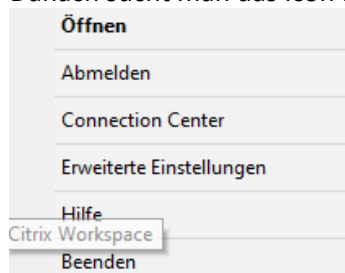 Öffnen
Abmelden
Connection Center
Erweiterte Einstellungen
Hilfe
Citrix Workspace
Beenden